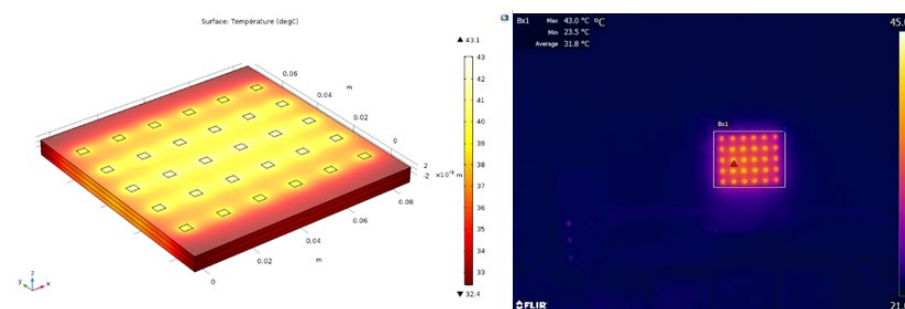 Surface: Température (degC)
▲ 43.1
43
42
41
40
39
38
37
36
35
34
33
▼ 32.4
0.06
0.04
m
0.02
0
2
-2
×10⁻³ m
0.08
0.06
0.04
m
0.02
0
z
y
x
Bx1 Max 43.0 °C °C
Min 23.5 °C
Average 31.8 °C
45.0
Bx1
21.0
FLIR